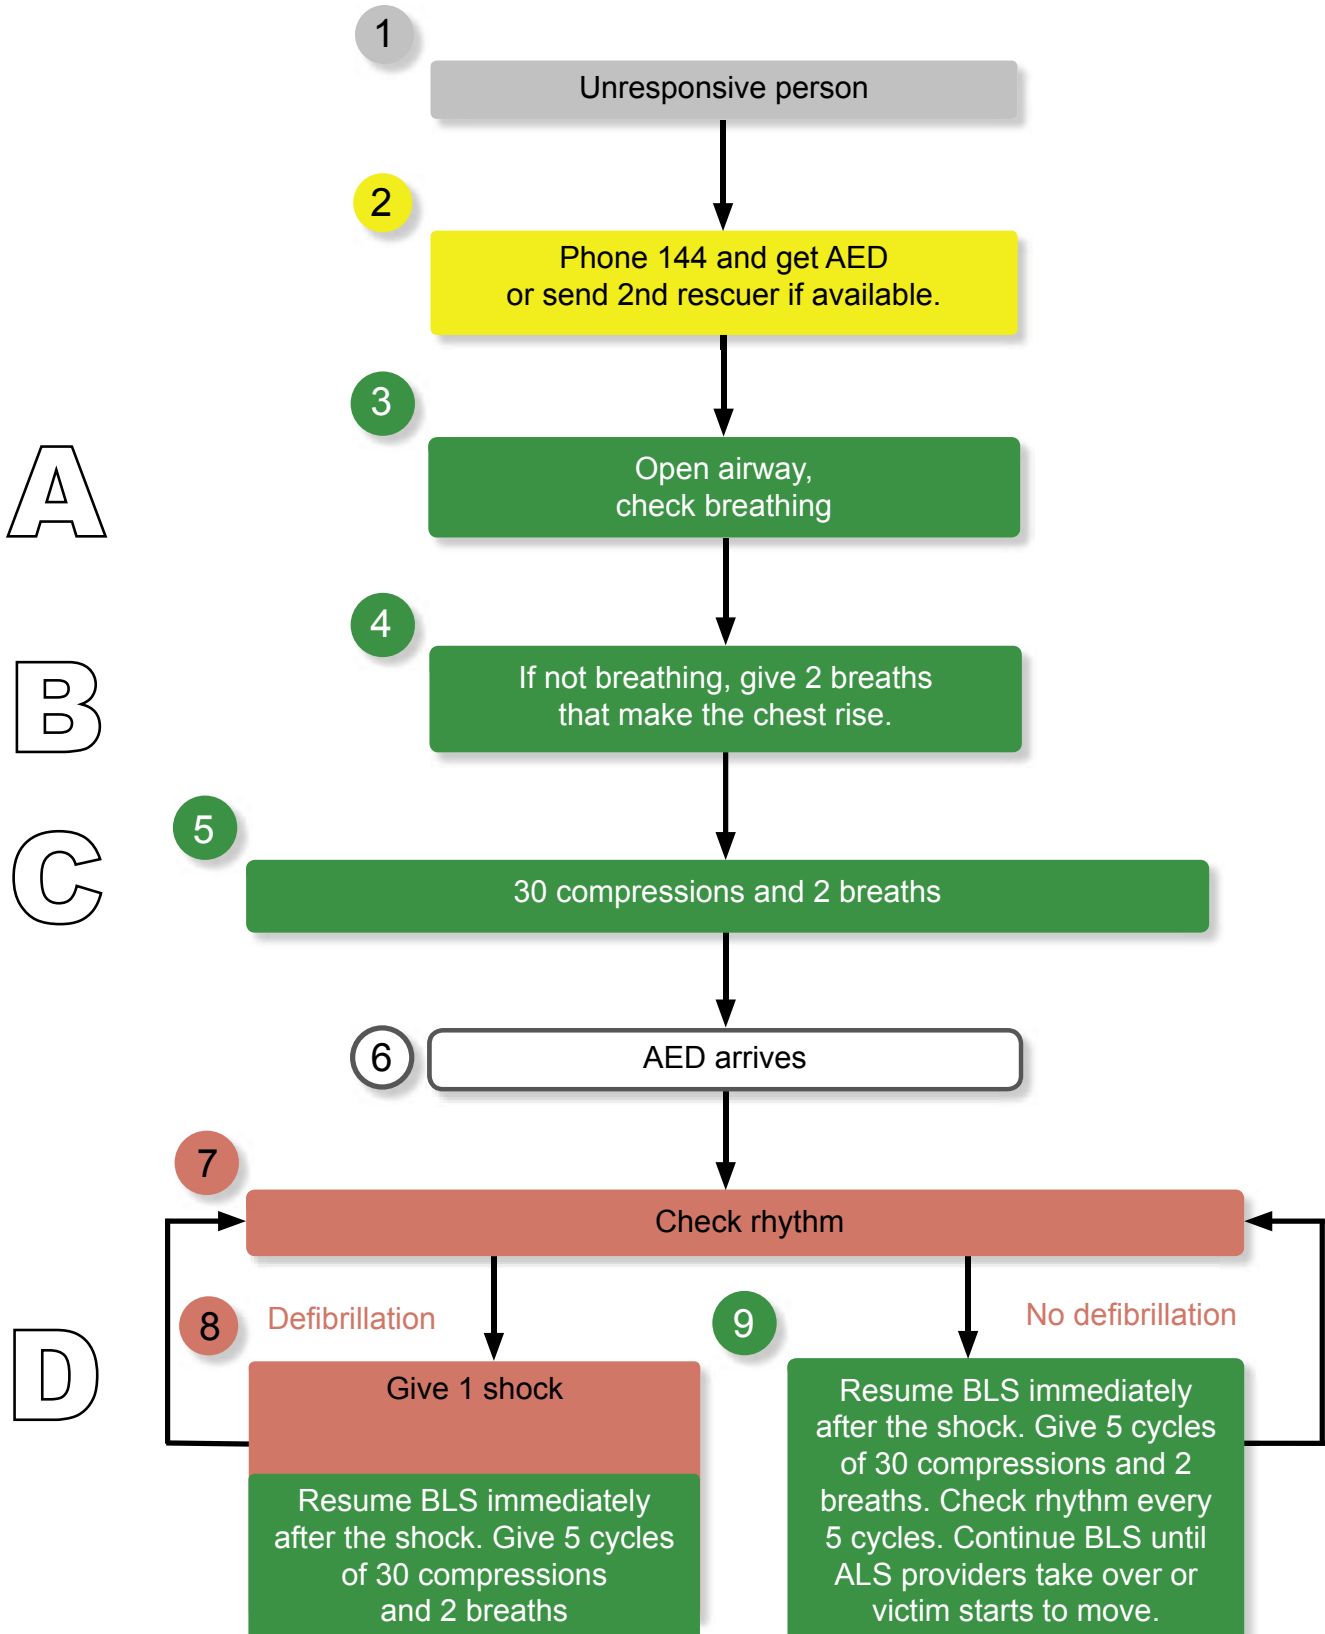 1
Unresponsive person
2
Phone 144 and get AED
or send 2nd rescuer if available.
3
A
Open airway,
check breathing
4
B
If not breathing, give 2 breaths
that make the chest rise.
5
C
30 compressions and 2 breaths
6
AED arrives
7
Check rhythm
8
Defibrillation
9
No defibrillation
D
Give 1 shock
Resume BLS immediately
after the shock. Give 5 cycles
of 30 compressions
and 2 breaths
Resume BLS immediately
after the shock. Give 5 cycles
of 30 compressions and 2
breaths. Check rhythm every
5 cycles. Continue BLS until
ALS providers take over or
victim starts to move.